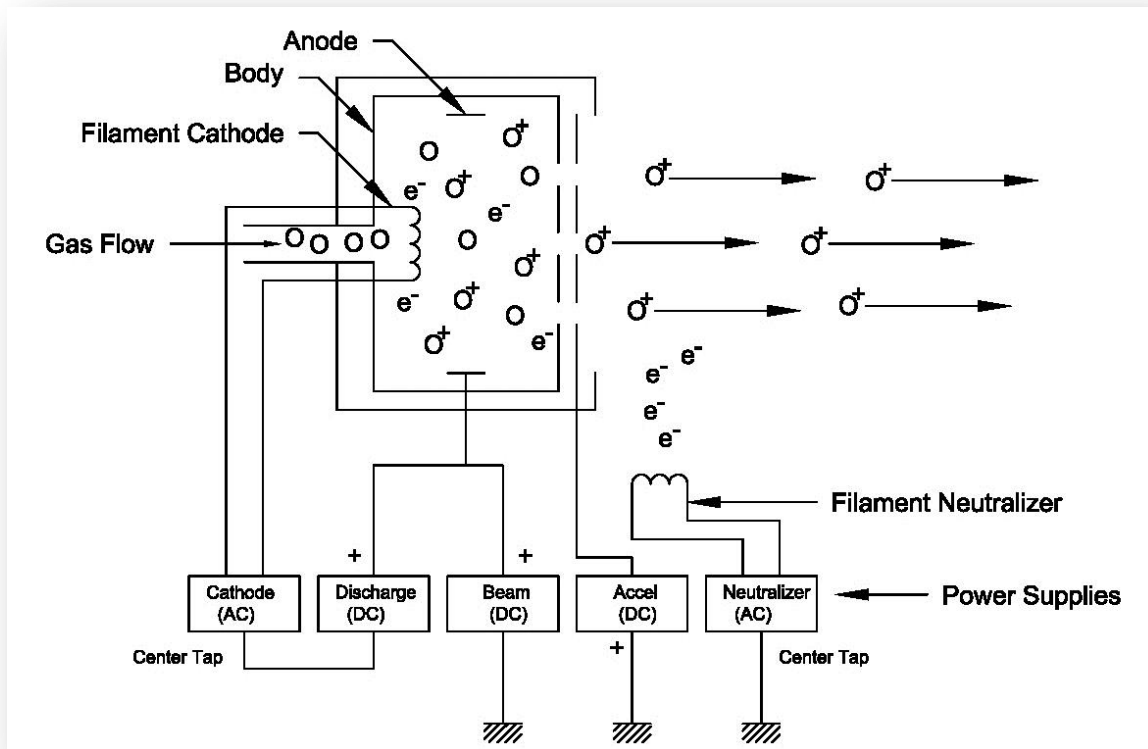 Anode
Body
Filament Cathode
Gas Flow
O O O O
O
O+
O
e-
O+
e-
O
O+
e-
O+
O
O+
e-
O+
O+
O+
O+
O+
O+
e-
e-
e-
e-
Filament Neutralizer
+
+
Cathode
(AC)
Discharge
(DC)
Beam
(DC)
Accel
(DC)
Neutralizer
(AC)
Power Supplies
Center Tap
+
Center Tap